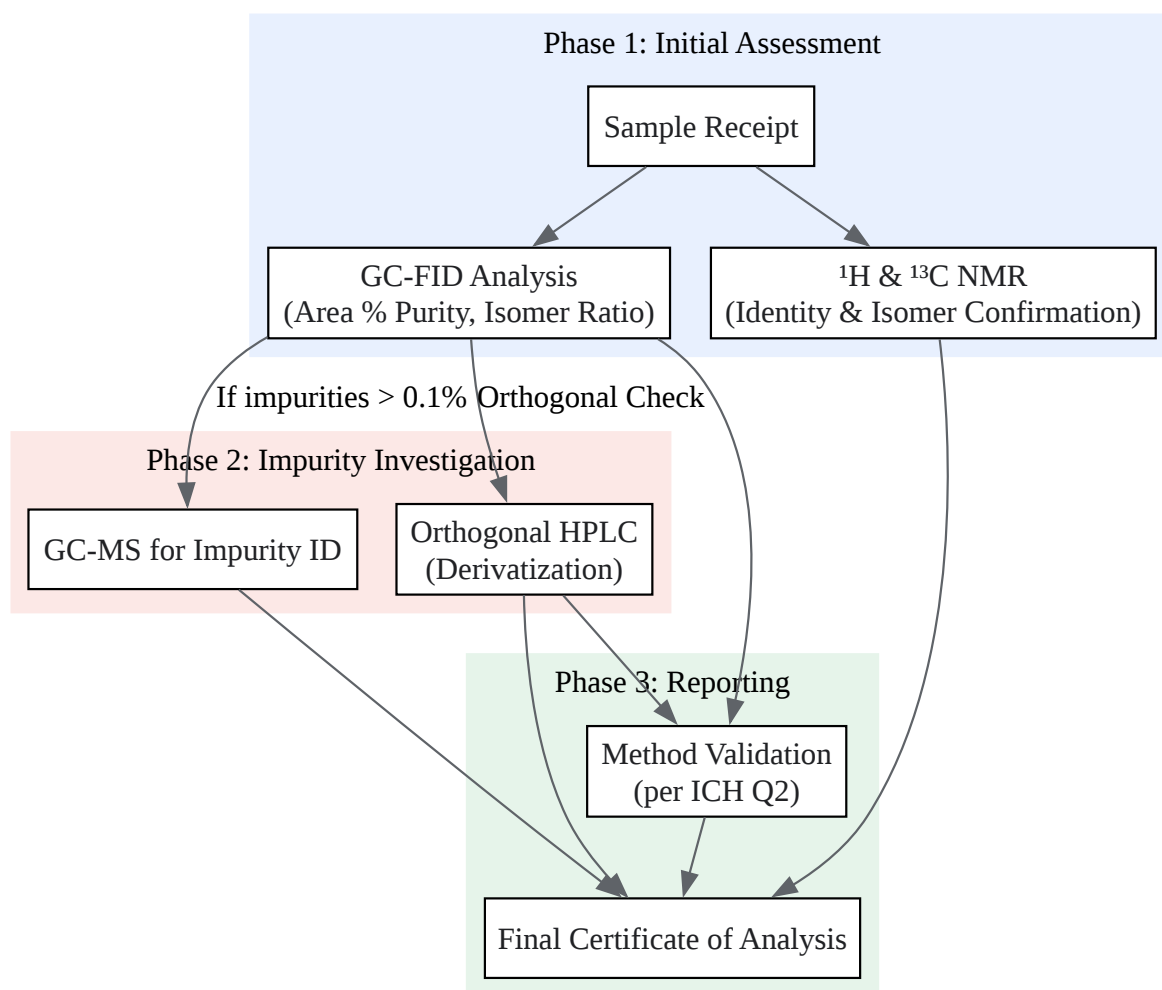 Phase 1: Initial Assessment
Sample Receipt
GC-FID Analysis
(Area % Purity, Isomer Ratio)
¹H & ¹³C NMR
(Identity & Isomer Confirmation)
If impurities > 0.1%
Orthogonal Check
Phase 2: Impurity Investigation
GC-MS for Impurity ID
Orthogonal HPLC
(Derivatization)
Phase 3: Reporting
Method Validation
(per ICH Q2)
Final Certificate of Analysis